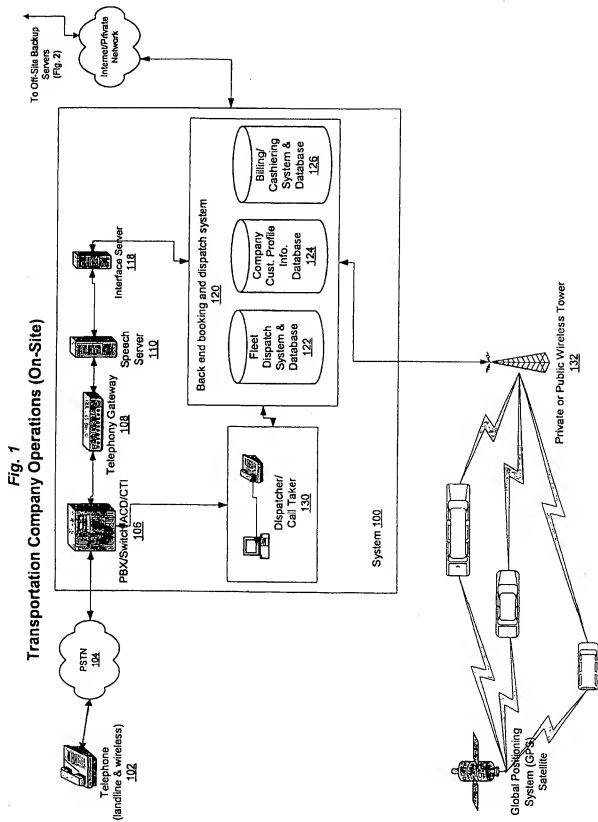 Fig. 1
Transportation Company Operations (On-Site)
To Off-Site Backup
Servers
(Fig. 2)
Internet/Private
Network
Telephone
(landline & wireless)
102
PSTN
104
PBX/Switch/ACD/CTI
106
Telephony Gateway
108
Speech
Server
110
Interface Server
118
Back end booking and dispatch system
120
Fleet
Dispatch
System &
Database
122
Company
Cust. Profile
Info.
Database
124
Billing/
Cashiering
System &
Database
126
Dispatcher/
Call Taker
130
System 100
Private or Public Wireless Tower
132
Global Positioning
System (GPS)
Satellite